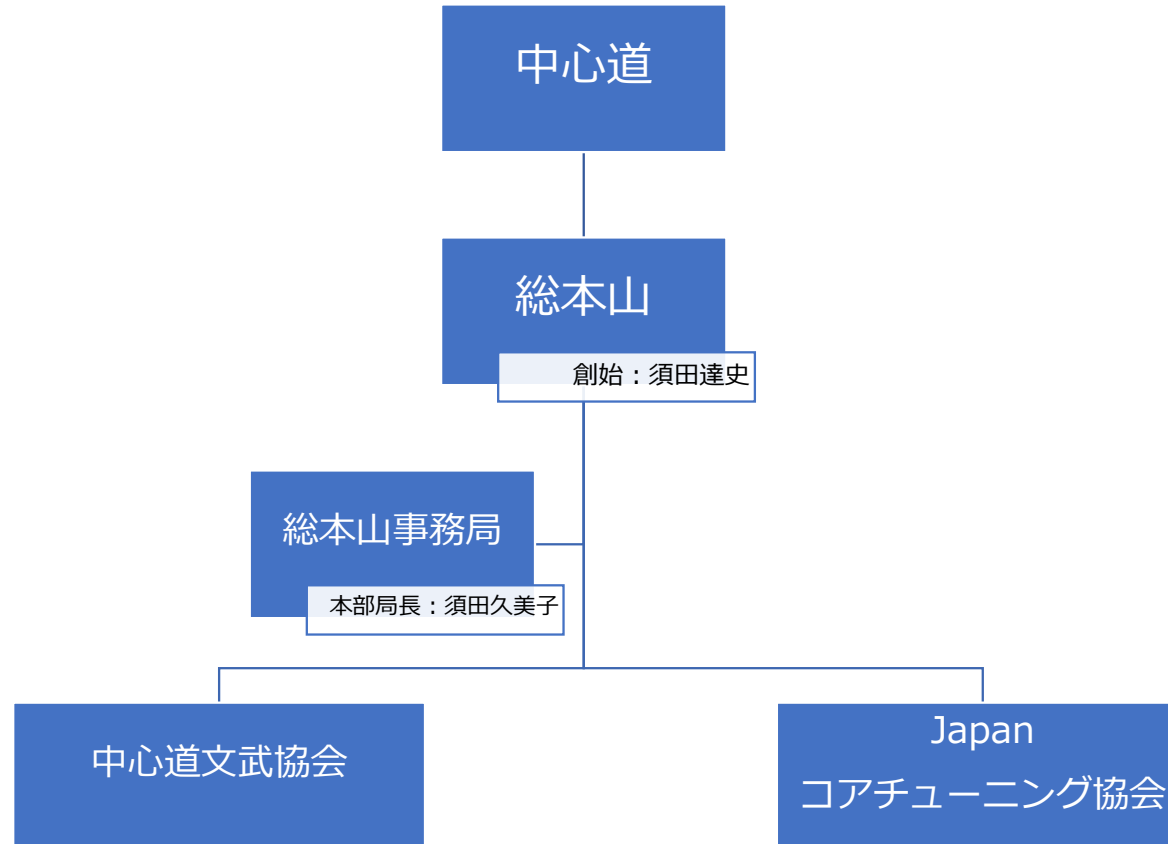 中心道
総本山
創始：須田達史
総本山事務局
本部局長：須田久美子
中心道文武協会
Japan
コアチューニング協会